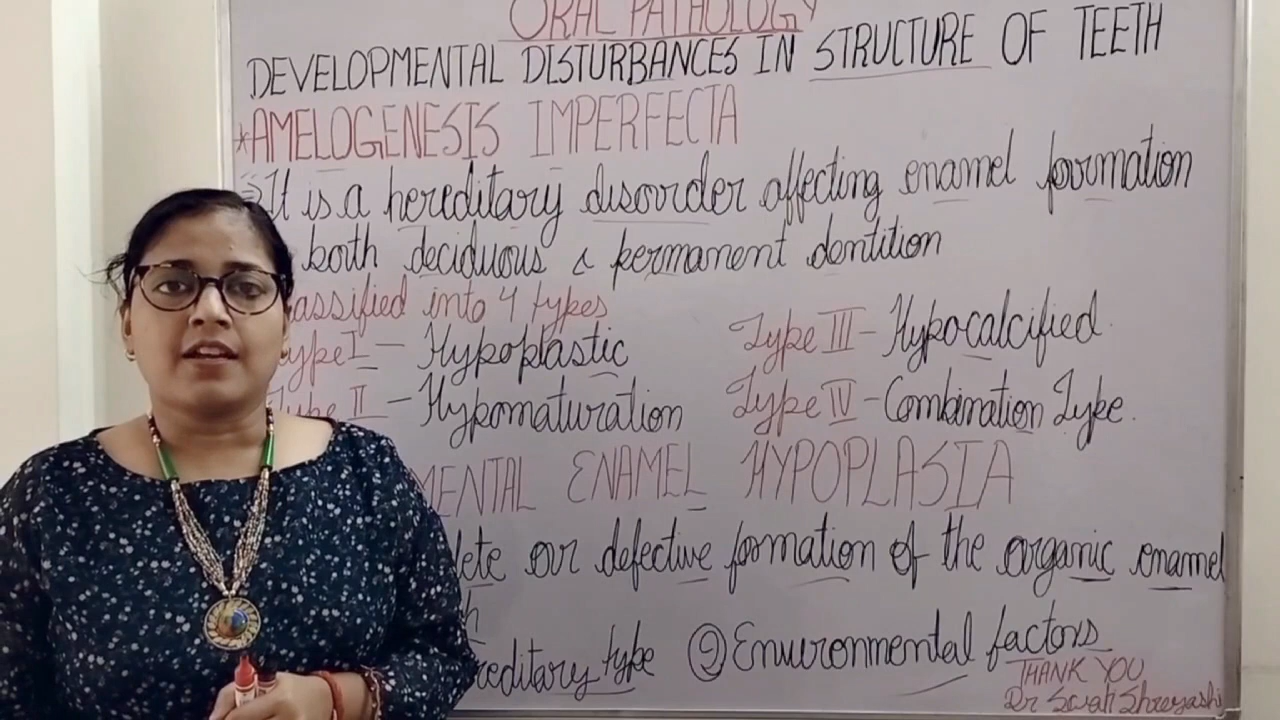 ORAL PATHOLOGY
DEVELOPMENTAL DISTURBANCES IN STRUCTURE OF TEETH
*AMELOGENESIS IMPERFECTA
⇒It is a hereditary disorder affecting enamel formation
both deciduous & permanent dentition
assified into 4 types
Type I - Hypoplastic Type III - Hypocalcified
Type II - Hypomaturation Type IV - Combination Type.
MENTAL ENAMEL HYPOPLASIA
lete or defective formation of the organic enamel
reditary type ② Environmental factors
THANK YOU
Dr